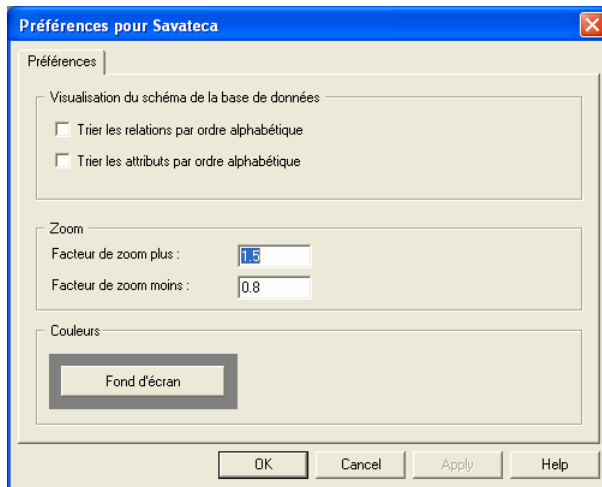 Préférences pour Savateca
Préférences
Visualisation du schéma de la base de données
Trier les relations par ordre alphabétique
Trier les attributs par ordre alphabétique
Zoom
Facteur de zoom plus : 1.5
Facteur de zoom moins : 0.8
Couleurs
Fond d'écran
OK Cancel Apply Help